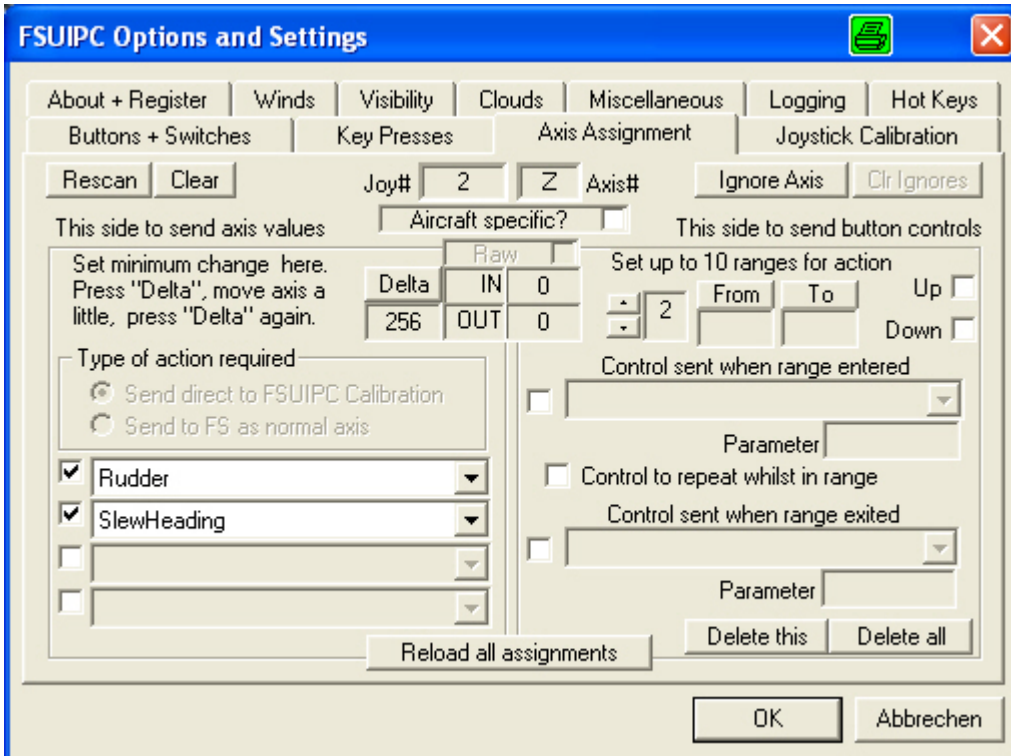 FSUIPC Options and Settings
About + Register Winds Visibility Clouds Miscellaneous Logging Hot Keys
Buttons + Switches Key Presses Axis Assignment Joystick Calibration
Rescan Clear Joy# 2 Z Axis# Ignore Axis Clr Ignores
Aircraft specific?
This side to send axis values
This side to send button controls
Set minimum change here.
Press "Delta", move axis a
little, press "Delta" again.
Raw
Delta IN 0
256 OUT 0
Type of action required
Send direct to FSUIPC Calibration
Send to FS as normal axis
Rudder
SlewHeading
Set up to 10 ranges for action
2 From To Up
Down
Control sent when range entered
Parameter
Control to repeat whilst in range
Control sent when range exited
Parameter
Delete this Delete all
Reload all assignments
OK Abbrechen